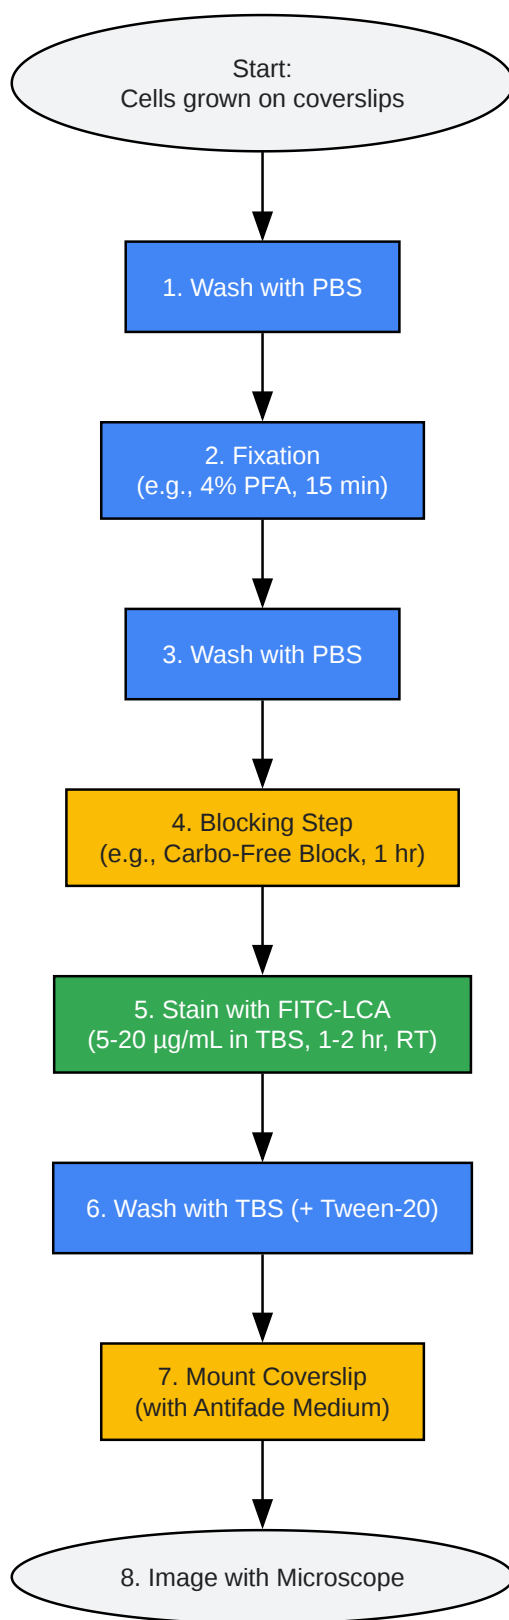 Start:
Cells grown on coverslips
1. Wash with PBS
2. Fixation
(e.g., 4% PFA, 15 min)
3. Wash with PBS
4. Blocking Step
(e.g., Carbo-Free Block, 1 hr)
5. Stain with FITC-LCA
(5-20 µg/mL in TBS, 1-2 hr, RT)
6. Wash with TBS (+ Tween-20)
7. Mount Coverslip
(with Antifade Medium)
8. Image with Microscope